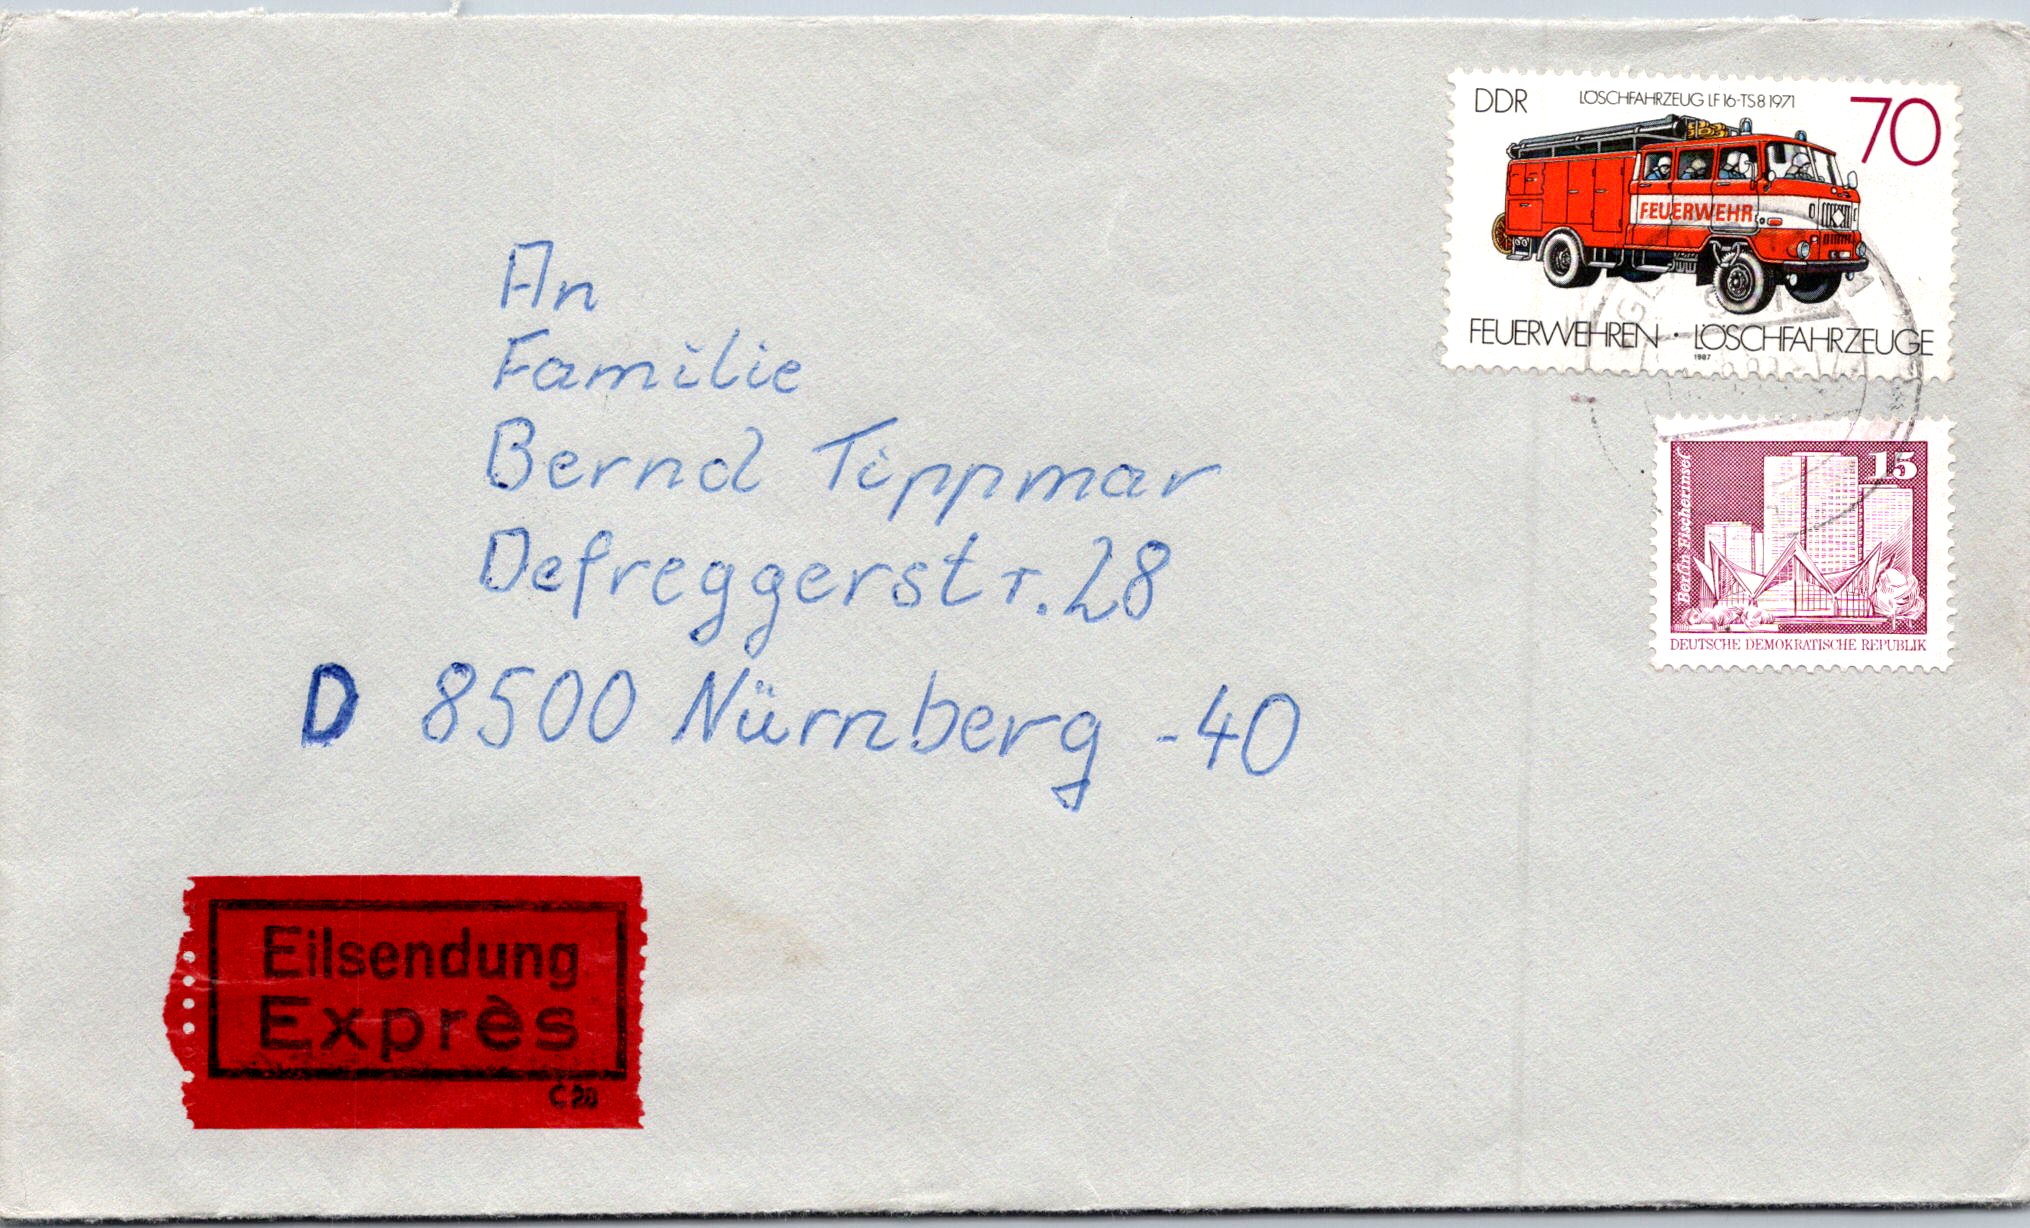 DDR
LÖSCHFAHRZEUG LF 16-TS 8 1971
70
FEUERWEHR
FEUERWEHREN · LÖSCHFAHRZEUGE
1987
15
Berlin Fischerinsel
DEUTSCHE DEMOKRATISCHE REPUBLIK
An
Familie
Bernd Tippmar
Defreggerstr. 28
D 8500 Nürnberg -40
Eilsendung
Exprès
C 20